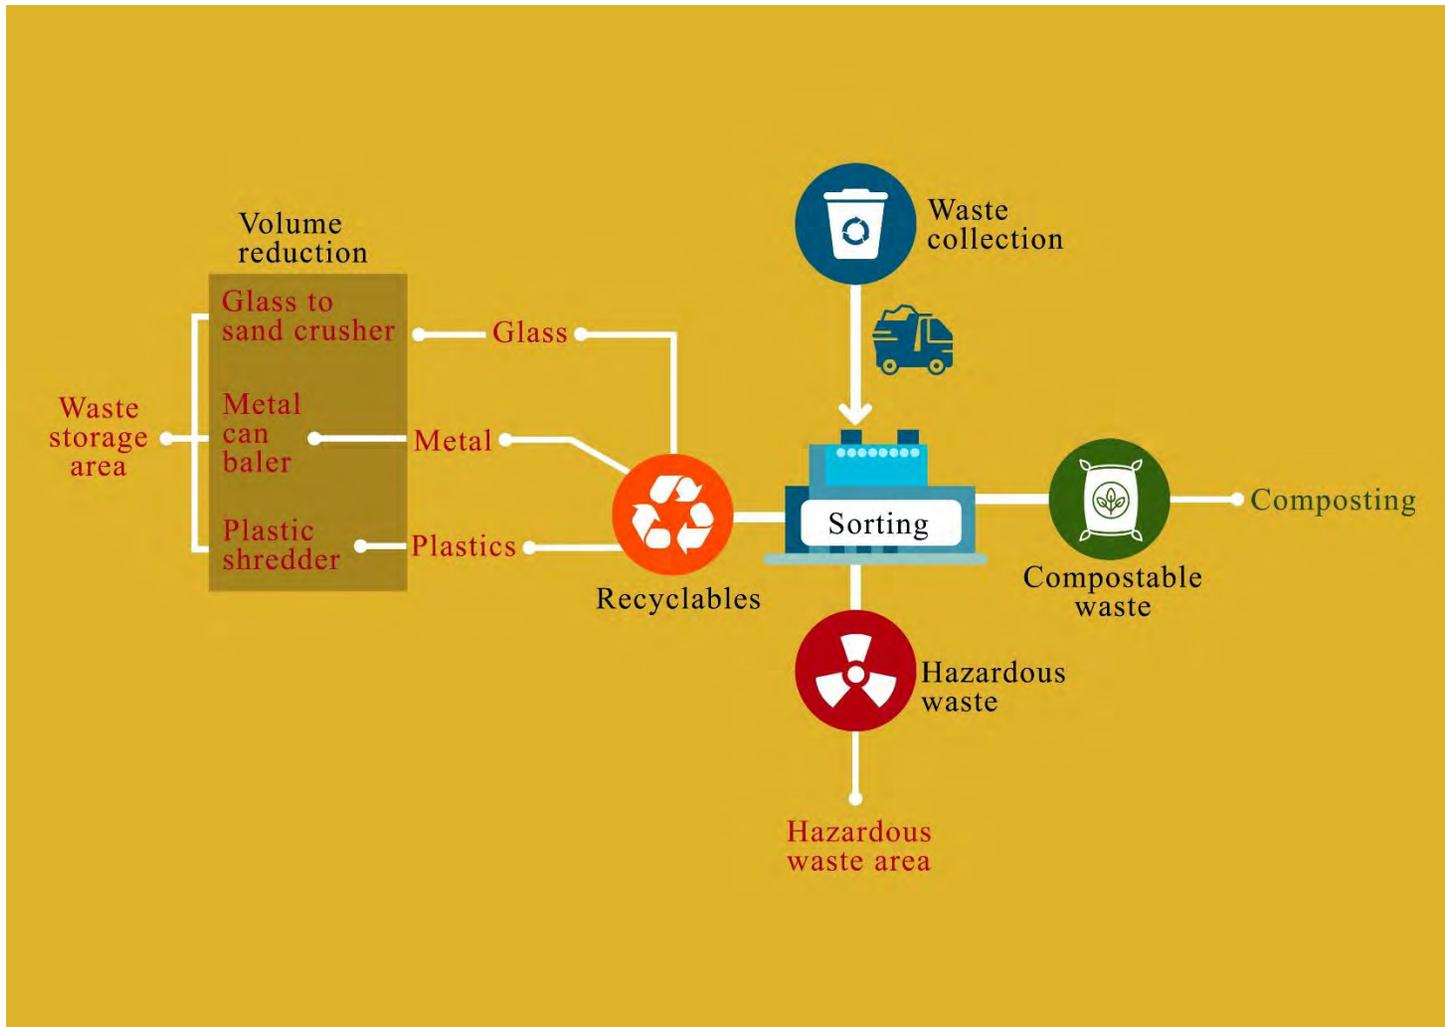 Waste
collection
Volume
reduction
Glass to
sand crusher
Glass
Metal
can
baler
Metal
Waste
storage
area
Plastic
shredder
Plastics
Recyclables
Sorting
Composting
Compostable
waste
Hazardous
waste
Hazardous
waste area